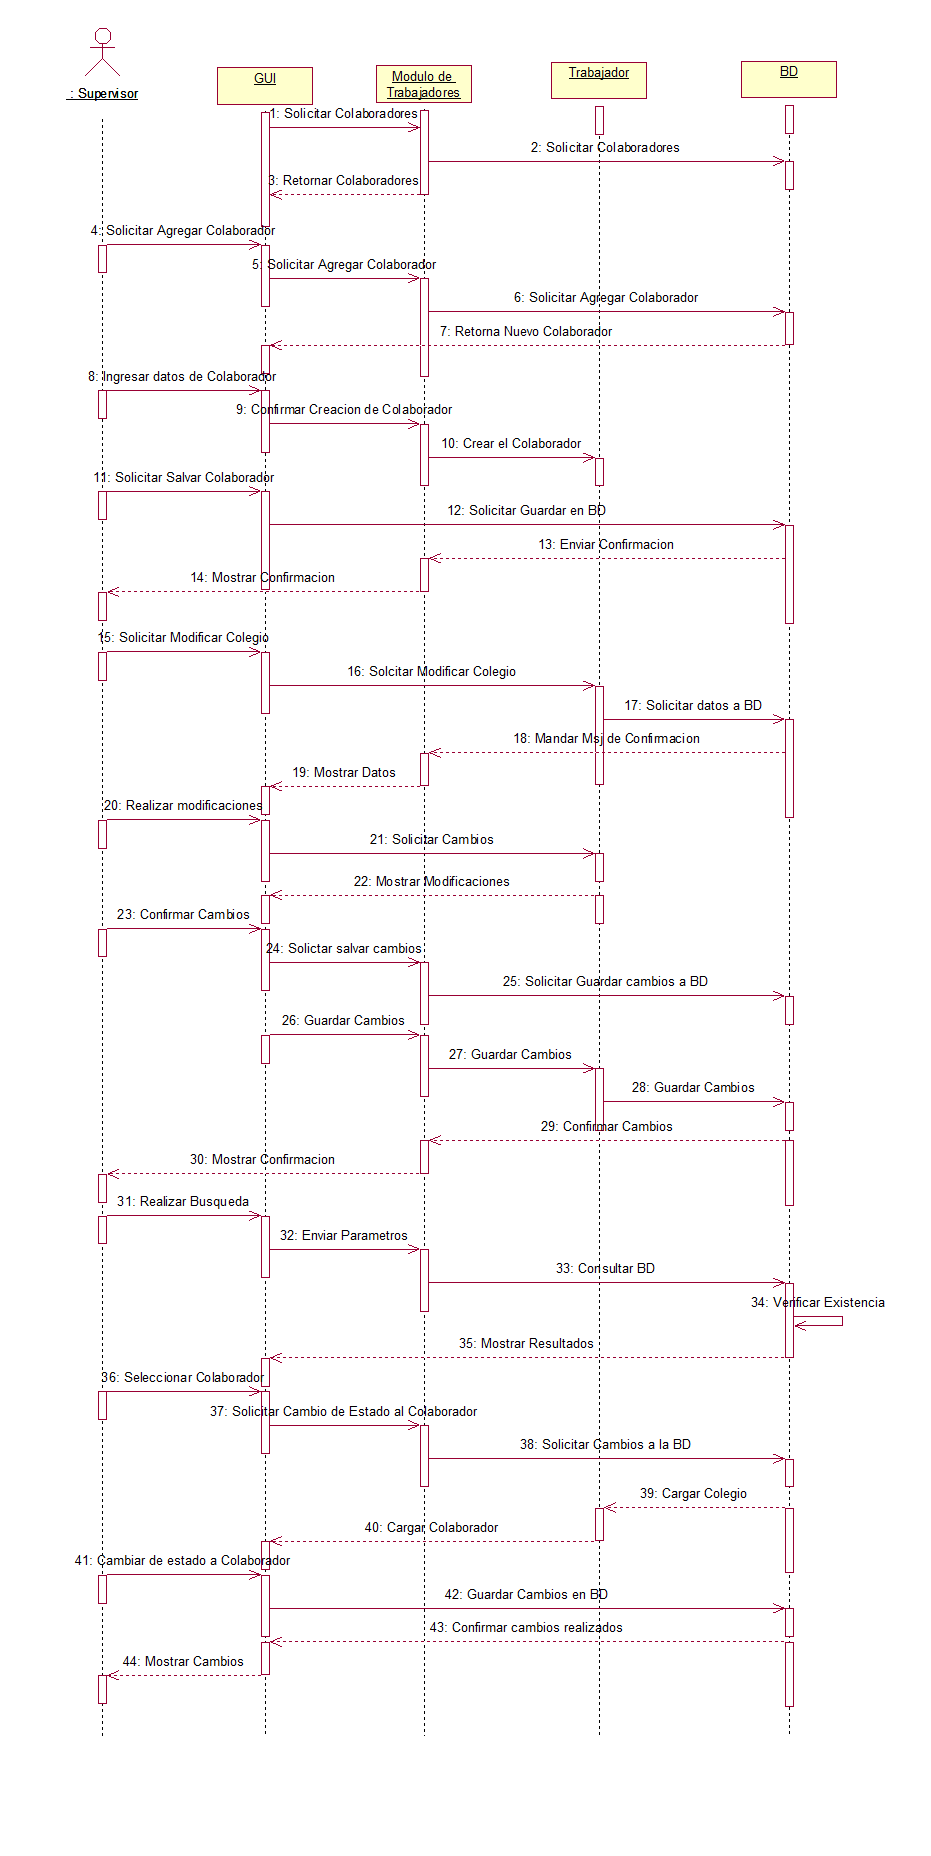 : Supervisor
GUI
Modulo de
Trabajadores
Trabajador
BD
1: Solicitar Colaboradores
2: Solicitar Colaboradores
3: Retornar Colaboradores
4: Solicitar Agregar Colaborador
5: Solicitar Agregar Colaborador
6: Solicitar Agregar Colaborador
7: Retorna Nuevo Colaborador
8: Ingresar datos de Colaborador
9: Confirmar Creacion de Colaborador
10: Crear el Colaborador
11: Solicitar Salvar Colaborador
12: Solicitar Guardar en BD
13: Enviar Confirmacion
14: Mostrar Confirmacion
15: Solicitar Modificar Colegio
16: Solcitar Modificar Colegio
17: Solicitar datos a BD
18: Mandar Msj de Confirmacion
19: Mostrar Datos
20: Realizar modificaciones
21: Solicitar Cambios
22: Mostrar Modificaciones
23: Confirmar Cambios
24: Solictar salvar cambios
25: Solicitar Guardar cambios a BD
26: Guardar Cambios
27: Guardar Cambios
28: Guardar Cambios
29: Confirmar Cambios
30: Mostrar Confirmacion
31: Realizar Busqueda
32: Enviar Parametros
33: Consultar BD
34: Verificar Existencia
35: Mostrar Resultados
36: Seleccionar Colaborador
37: Solicitar Cambio de Estado al Colaborador
38: Solicitar Cambios a la BD
39: Cargar Colegio
40: Cargar Colaborador
41: Cambiar de estado a Colaborador
42: Guardar Cambios en BD
43: Confirmar cambios realizados
44: Mostrar Cambios